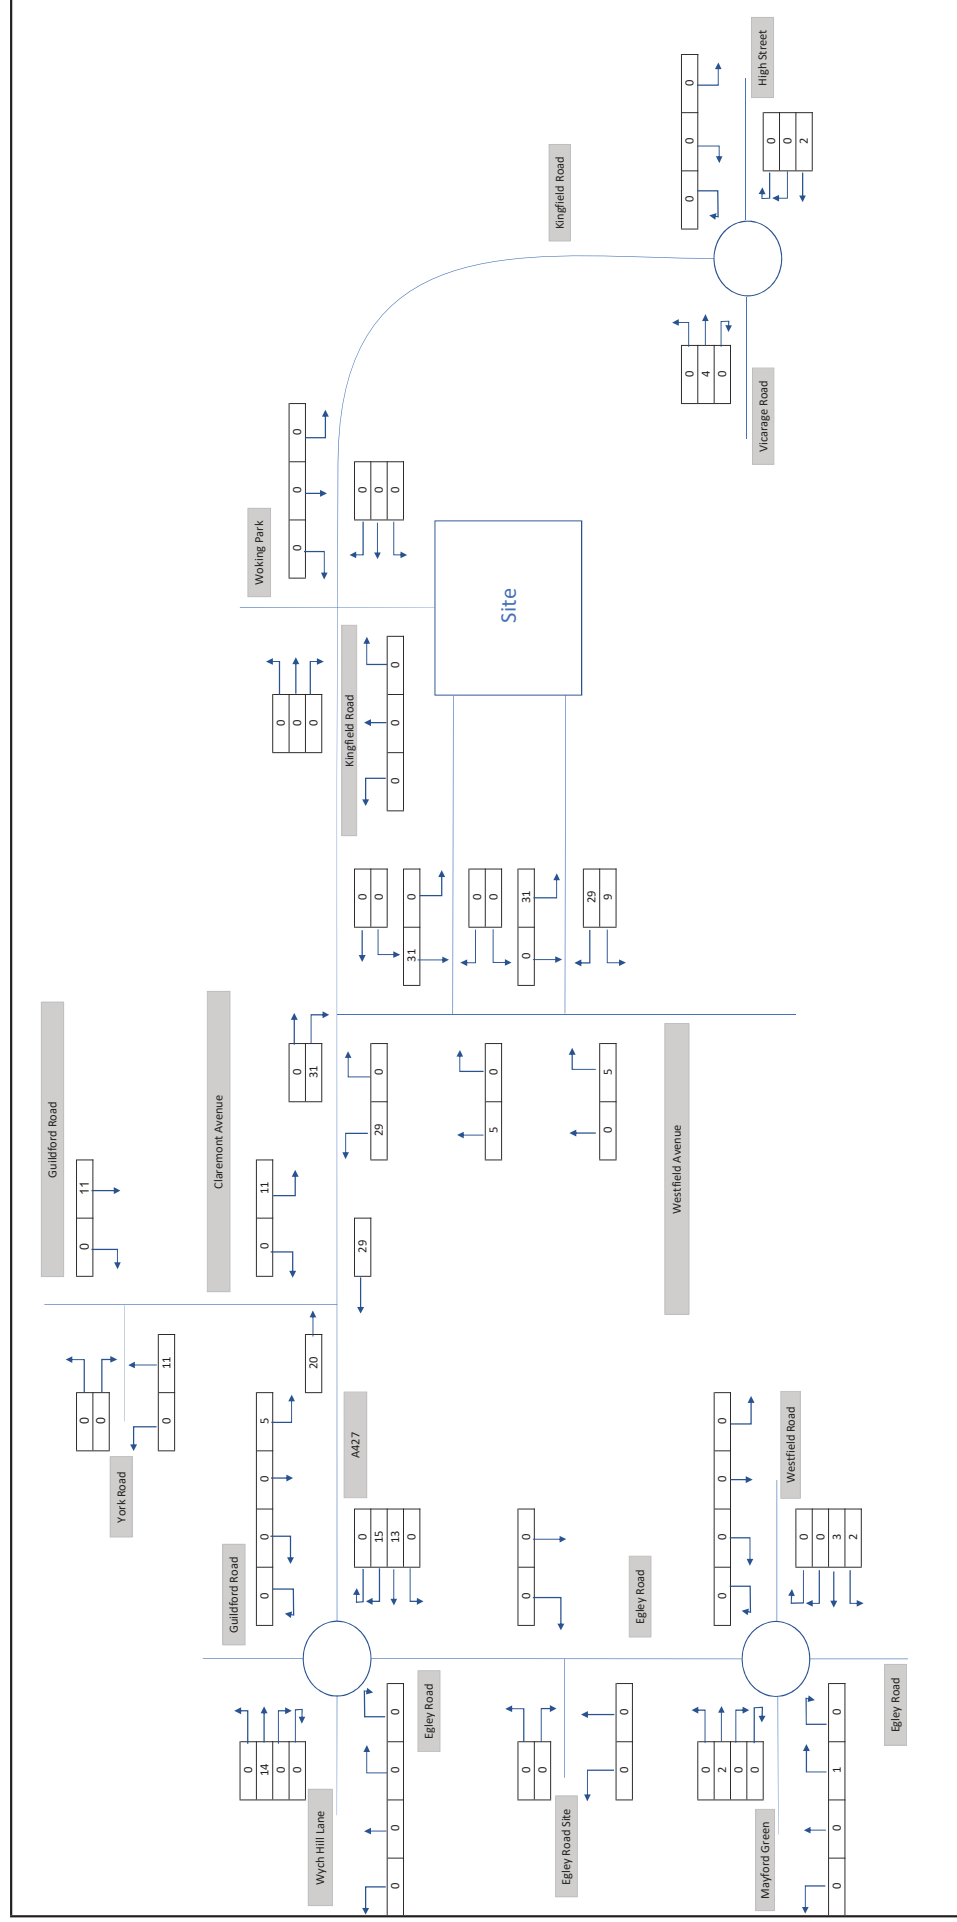 Guildford Road
0 11
0
0
York Road
0 11
Claremont Avenue
0 11
Guildford Road
0 0 0 5
0
14
0
0
Wych Hill Lane
20
0
31
Woking Park
0 0 0
0
0
0
Kingfield Road
0
0
0
0 0 0
A427
0
15
13
0
29
29 0
0
0
31 0
Egley Road
0 0 0 0
Site
5 0
0
0
0 31
0 5
29
9
Kingfield Road
0 0
0
0
Egley Road Site
0 0
Egley Road
Westfield Avenue
0 0 0
High Street
0
0
2
0
4
0
Vicarage Road
0 0 0 0
Westfield Road
0
0
3
2
0
2
0
0
Mayford Green
0 0 1 0
Egley Road